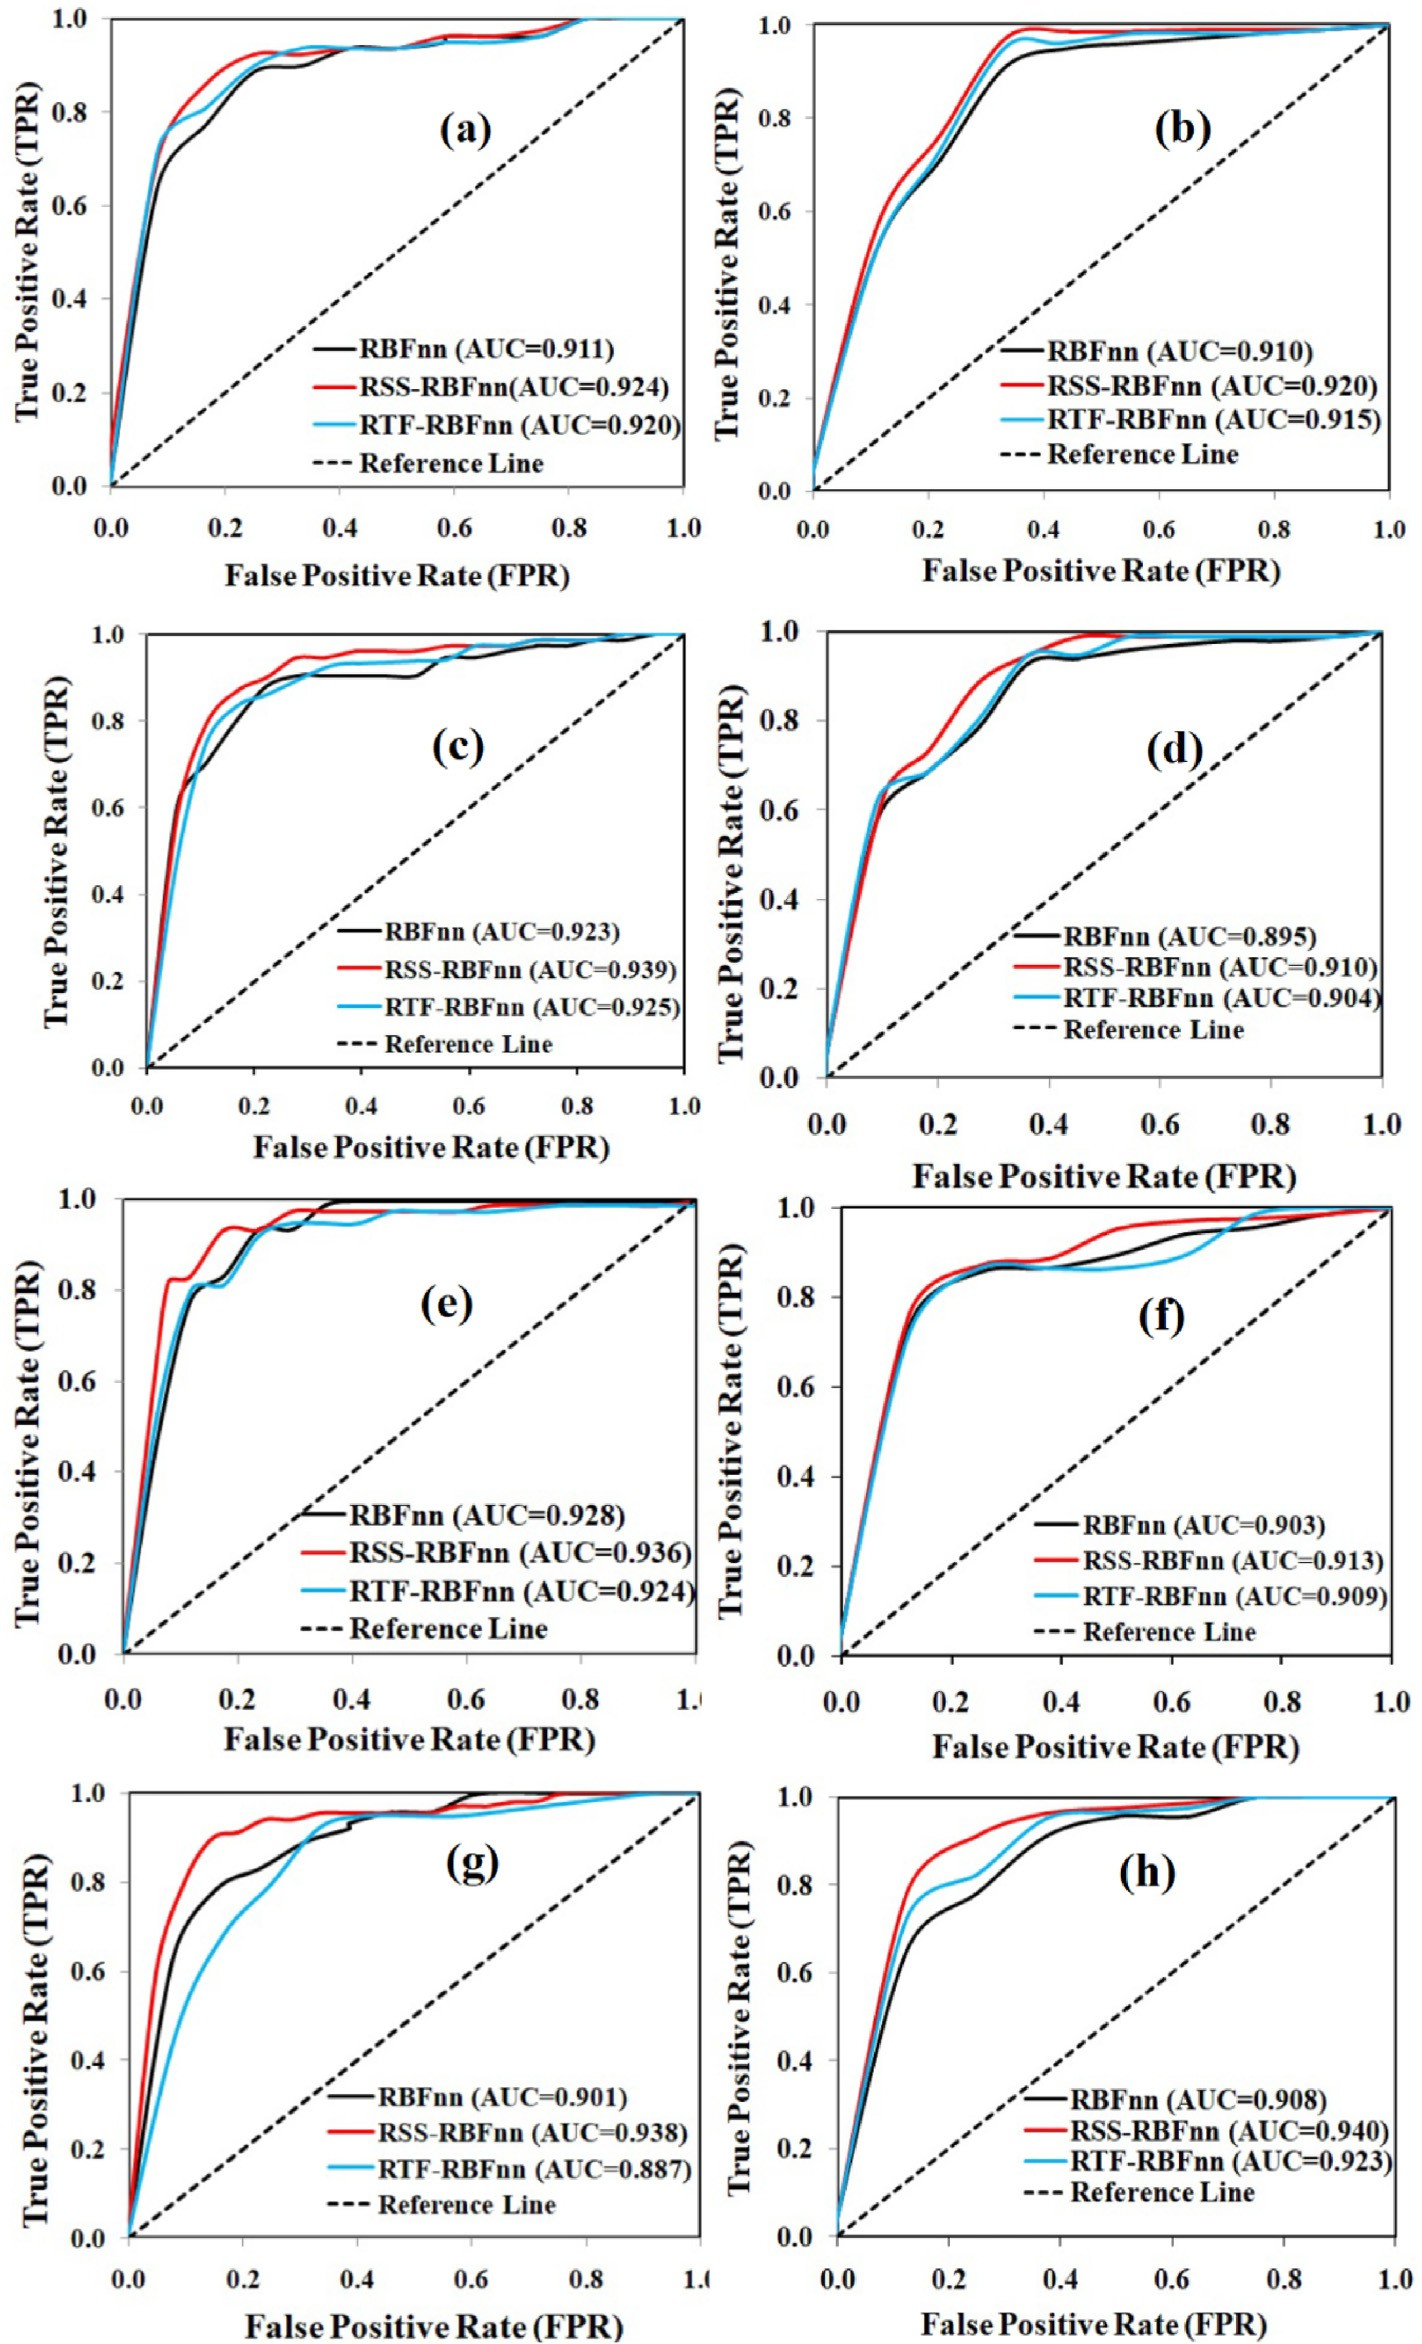 True Positive Rate (TPR)
1.0
0.8
0.6
0.4
0.2
0.0
(a)
RBFnn (AUC=0.911)
RSS-RBFnn(AUC=0.924)
RTF-RBFnn (AUC=0.920)
Reference Line
0.0 0.2 0.4 0.6 0.8 1.0
False Positive Rate (FPR)
True Positive Rate (TPR)
1.0
0.8
0.6
0.4
0.2
0.0
(b)
RBFnn (AUC=0.910)
RSS-RBFnn (AUC=0.920)
RTF-RBFnn (AUC=0.915)
Reference Line
0.0 0.2 0.4 0.6 0.8 1.0
False Positive Rate (FPR)
True Positive Rate (TPR)
1.0
0.8
0.6
0.4
0.2
0.0
(c)
RBFnn (AUC=0.923)
RSS-RBFnn (AUC=0.939)
RTF-RBFnn (AUC=0.925)
Reference Line
0.0 0.2 0.4 0.6 0.8 1.0
False Positive Rate (FPR)
True Positive Rate (TPR)
1.0
0.8
0.6
0.4
0.2
0.0
(d)
RBFnn (AUC=0.895)
RSS-RBFnn (AUC=0.910)
RTF-RBFnn (AUC=0.904)
Reference Line
0.0 0.2 0.4 0.6 0.8 1.0
False Positive Rate (FPR)
True Positive Rate (TPR)
1.0
0.8
0.6
0.4
0.2
0.0
(e)
RBFnn (AUC=0.928)
RSS-RBFnn (AUC=0.936)
RTF-RBFnn (AUC=0.924)
Reference Line
0.0 0.2 0.4 0.6 0.8 1.
False Positive Rate (FPR)
True Positive Rate (TPR)
1.0
0.8
0.6
0.4
0.2
0.0
(f)
RBFnn (AUC=0.903)
RSS-RBFnn (AUC=0.913)
RTF-RBFnn (AUC=0.909)
Reference Line
0.0 0.2 0.4 0.6 0.8 1.0
False Positive Rate (FPR)
True Positive Rate (TPR)
1.0
0.8
0.6
0.4
0.2
0.0
(g)
RBFnn (AUC=0.901)
RSS-RBFnn (AUC=0.938)
RTF-RBFnn (AUC=0.887)
Reference Line
0.0 0.2 0.4 0.6 0.8 1.
False Positive Rate (FPR)
True Positive Rate (TPR)
1.0
0.8
0.6
0.4
0.2
0.0
(h)
RBFnn (AUC=0.908)
RSS-RBFnn (AUC=0.940)
RTF-RBFnn (AUC=0.923)
Reference Line
0.0 0.2 0.4 0.6 0.8 1.0
False Positive Rate (FPR)